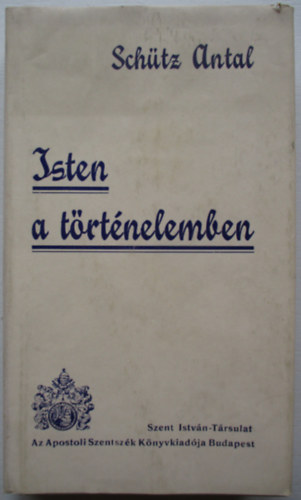 Schütz Antal
Isten
a történelemben
Szent István-Társulat
Az Apostoli Szentszék Könyvkiadója Budapest